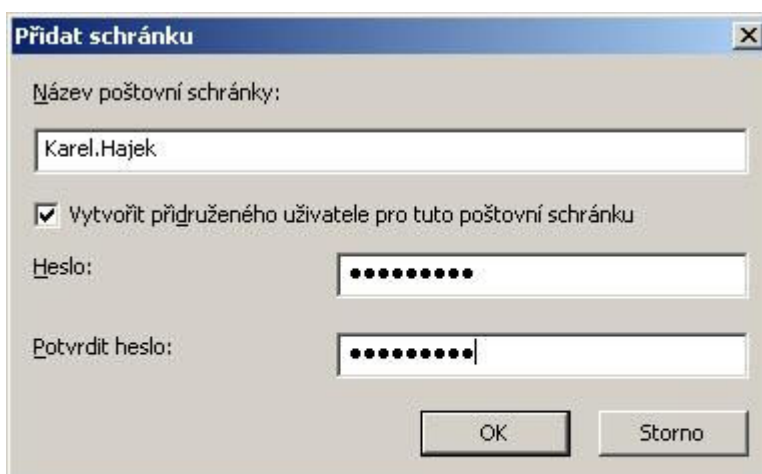 Přidat schránku
Název poštovní schránky:
Karel.Hajek
Vytvořit přidruženého uživatele pro tuto poštovní schránku
Heslo: ●●●●●●●●●
Potvrdit heslo: ●●●●●●●●●
OK Storno